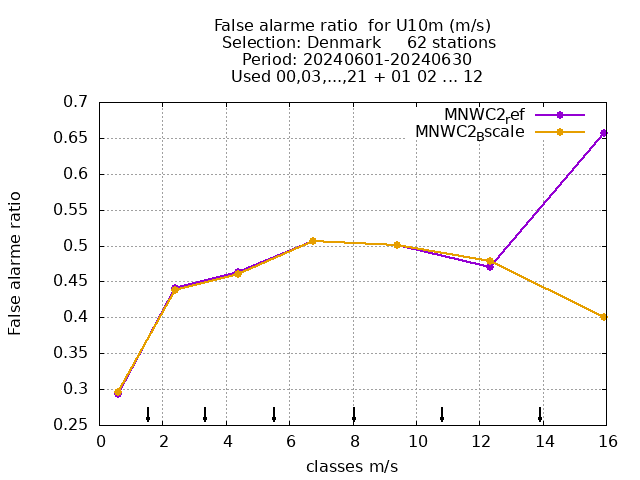 False alarme ratio  for U10m (m/s)
Selection: Denmark     62 stations
Period: 20240601-20240630
Used 00,03,...,21 + 01 02 ... 12
MNWC2ref
MNWC2Bscale
False alarme ratio
0.7
0.65
0.6
0.55
0.5
0.45
0.4
0.35
0.3
0.25
0 2 4 6 8 10 12 14 16
classes m/s